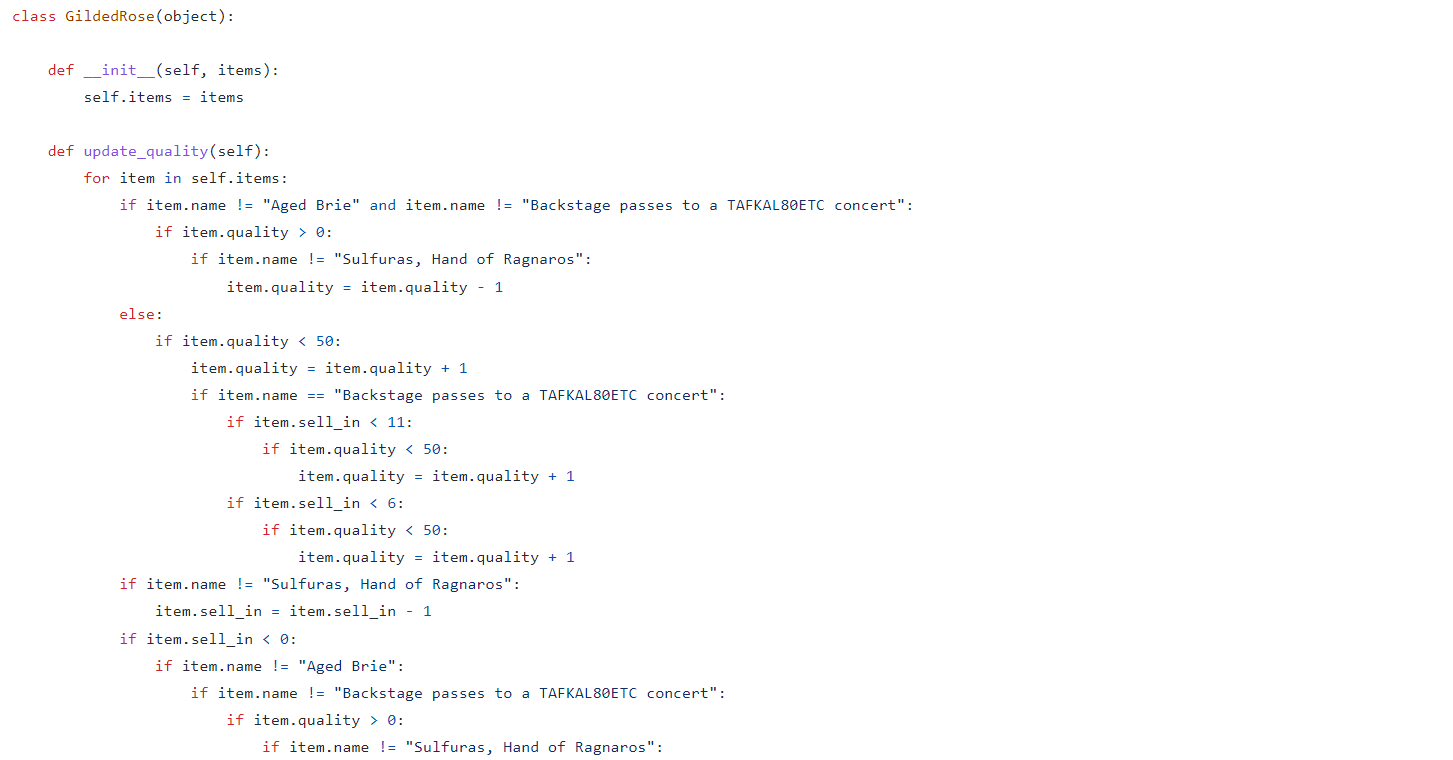 class GildedRose(object):
def __init__(self, items):
self.items = items
def update_quality(self):
for item in self.items:
if item.name != "Aged Brie" and item.name != "Backstage passes to a TAFKAL80ETC concert":
if item.quality > 0:
if item.name != "Sulfuras, Hand of Ragnaros":
item.quality = item.quality - 1
else:
if item.quality < 50:
item.quality = item.quality + 1
if item.name == "Backstage passes to a TAFKAL80ETC concert":
if item.sell_in < 11:
if item.quality < 50:
item.quality = item.quality + 1
if item.sell_in < 6:
if item.quality < 50:
item.quality = item.quality + 1
if item.name != "Sulfuras, Hand of Ragnaros":
item.sell_in = item.sell_in - 1
if item.sell_in < 0:
if item.name != "Aged Brie":
if item.name != "Backstage passes to a TAFKAL80ETC concert":
if item.quality > 0:
if item.name != "Sulfuras, Hand of Ragnaros":